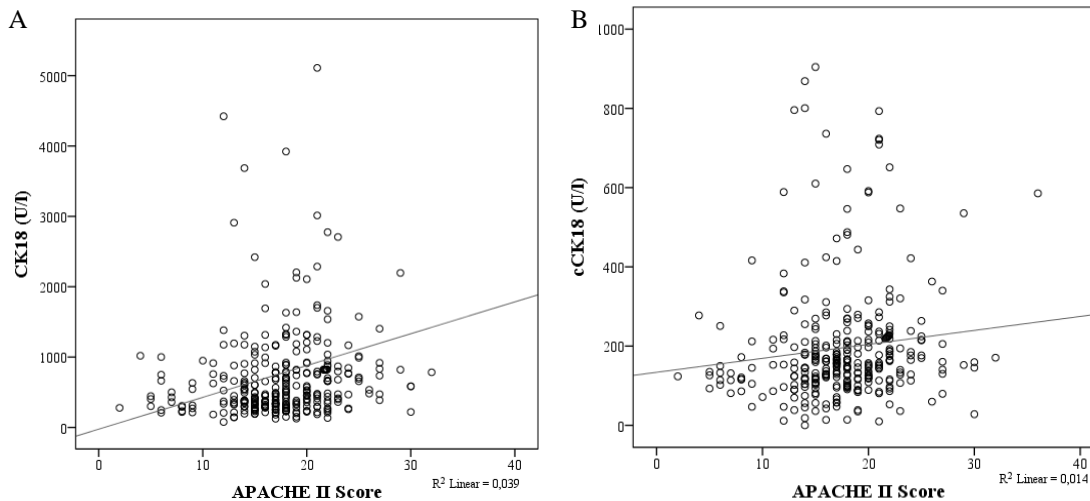 A
CK18 (U/l)
5000
4000
3000
2000
1000
0
0 10 20 30 40
APACHE II Score
R² Linear = 0,039
B
cCK18 (U/l)
1000
800
600
400
200
0
0 10 20 30 40
APACHE II Score
R² Linear = 0,014